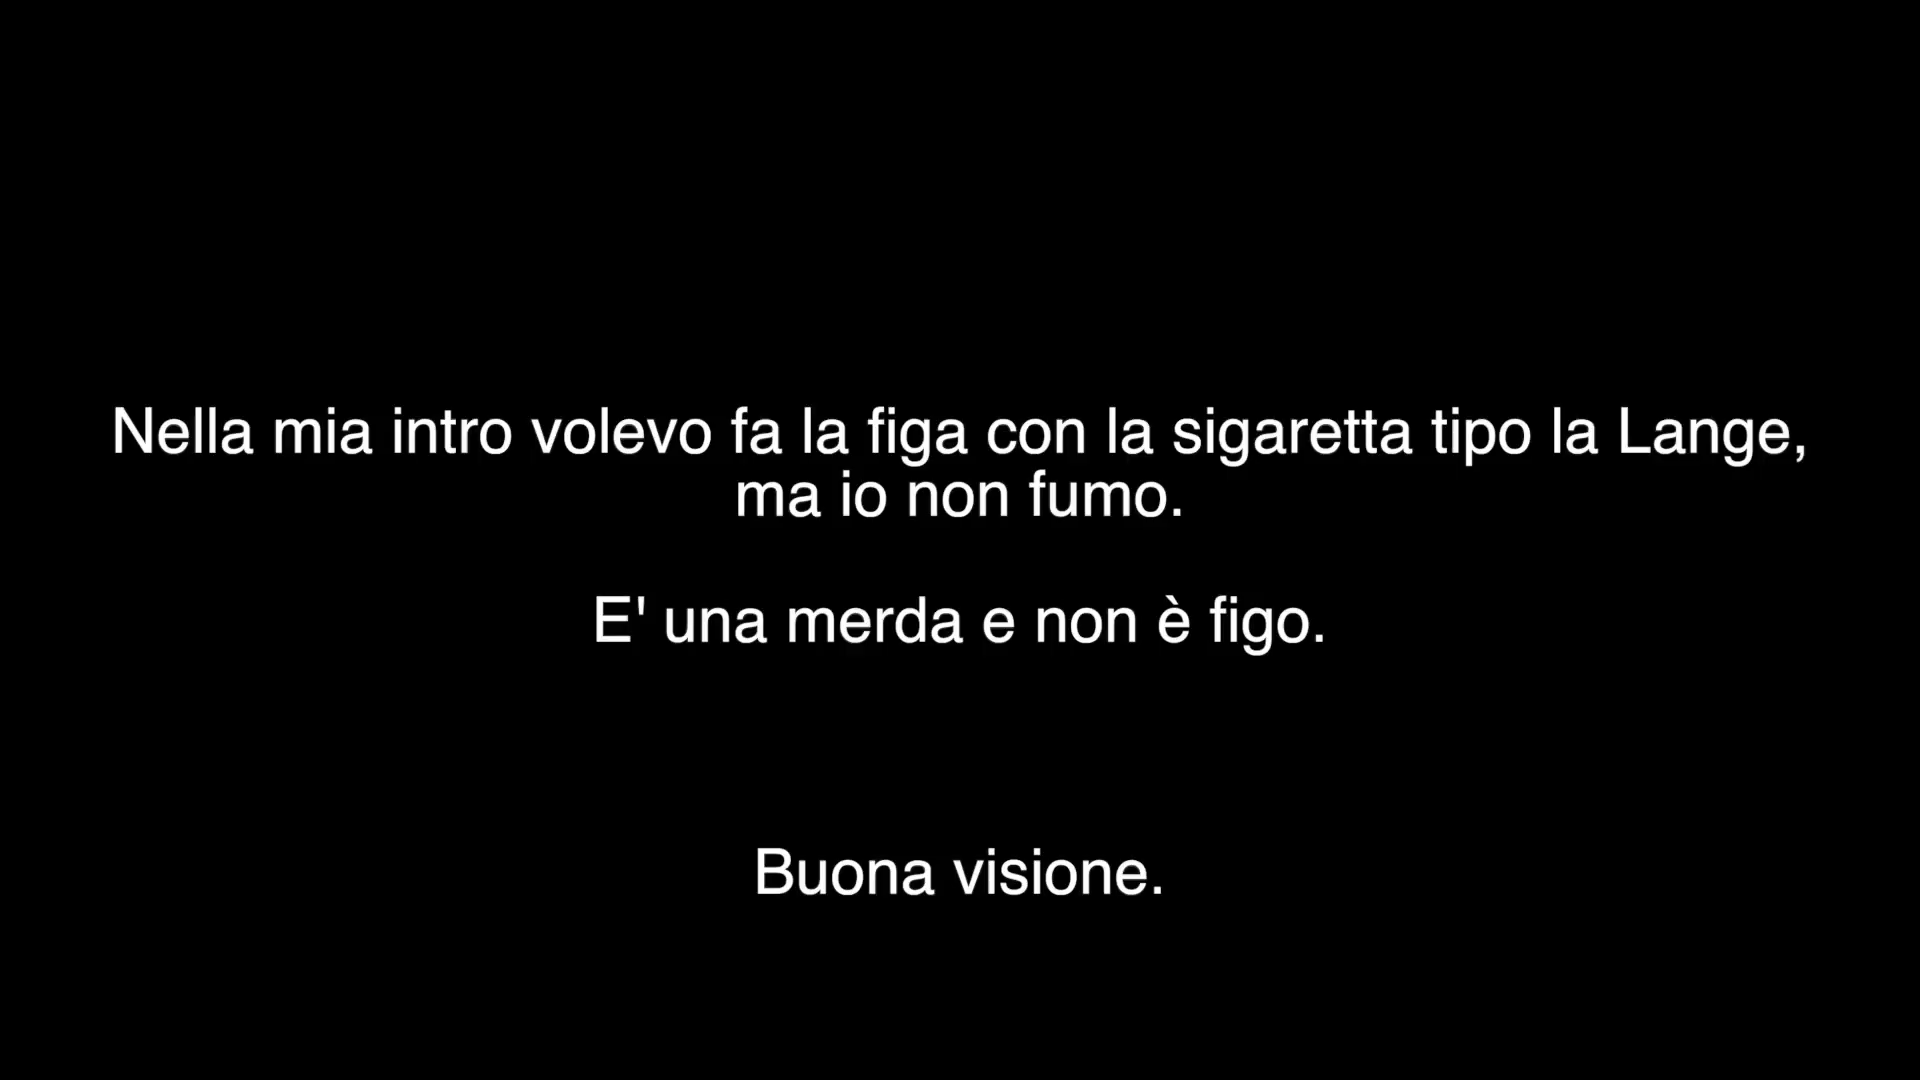 Nella mia intro volevo fa la figa con la sigaretta tipo la Lange,
ma io non fumo.
E' una merda e non è figo.
Buona visione.